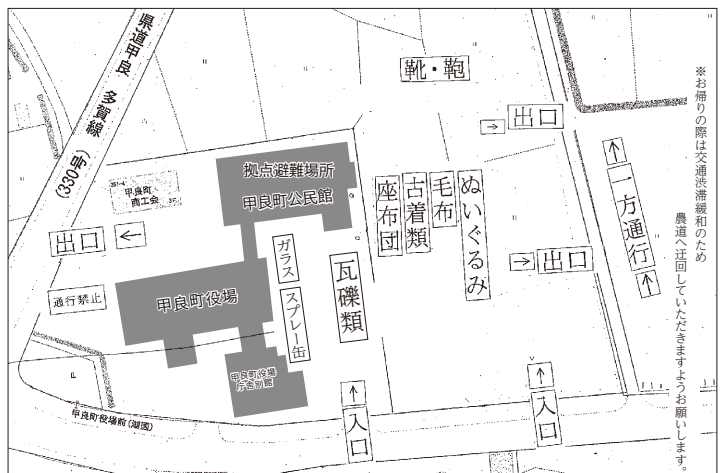 ※お帰りの際は交通渋滞緩和のため
農道へ迂回していただきますようお願いします。
県道甲良 多賀線
(330号)
靴・鞄
→ 出口
拠点避難場所
甲良町公民館
甲良町
商工会
座布団
古着類
毛布
ぬいぐるみ
↑一方通行↑
出口 ←
ガラス
スプレー缶
瓦礫類
→ 出口
通行禁止
甲良町役場
甲良町役場
庁舎別館
甲良町役場前(湖國)
↑
入口
↑
入口